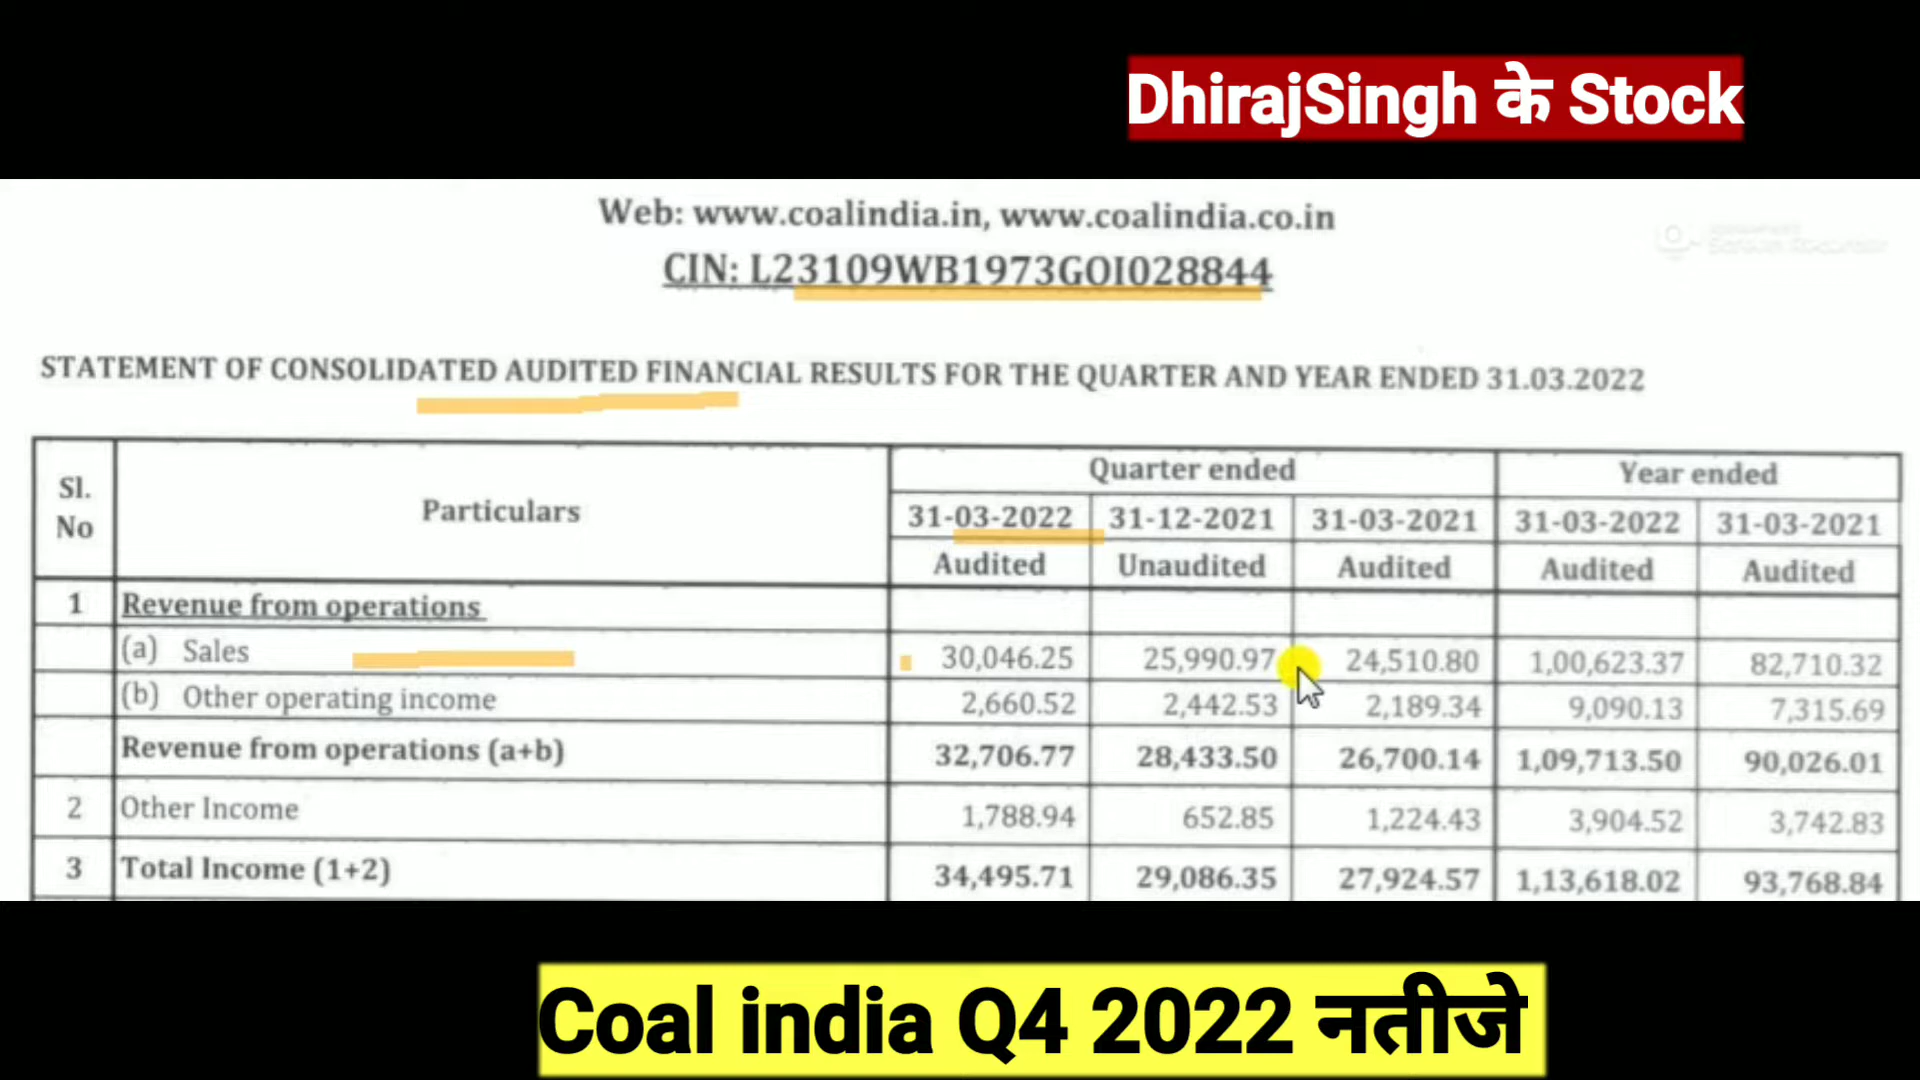 DhirajSingh के Stock
Web: www.coalindia.in, www.coalindia.co.in
CIN: L23109WB1973GOI028844
STATEMENT OF CONSOLIDATED AUDITED FINANCIAL RESULTS FOR THE QUARTER AND YEAR ENDED 31.03.2022
Sl. No Particulars Quarter ended Year ended
31-03-2022 31-12-2021 31-03-2021 31-03-2022 31-03-2021
Audited Unaudited Audited Audited Audited
1 Revenue from operations
(a) Sales 30,046.25 25,990.97 24,510.80 1,00,623.37 82,710.32
(b) Other operating income 2,660.52 2,442.53 2,189.34 9,090.13 7,315.69
Revenue from operations (a+b) 32,706.77 28,433.50 26,700.14 1,09,713.50 90,026.01
2 Other Income 1,788.94 652.85 1,224.43 3,904.52 3,742.83
3 Total Income (1+2) 34,495.71 29,086.35 27,924.57 1,13,618.02 93,768.84
Coal india Q4 2022 नतीजे